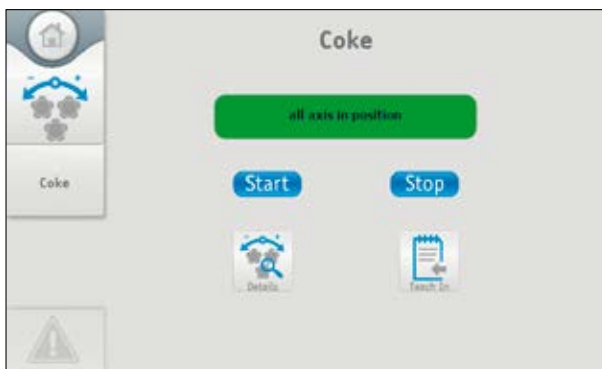 Coke
all axis in position
Coke
Start Stop
Details Teach In